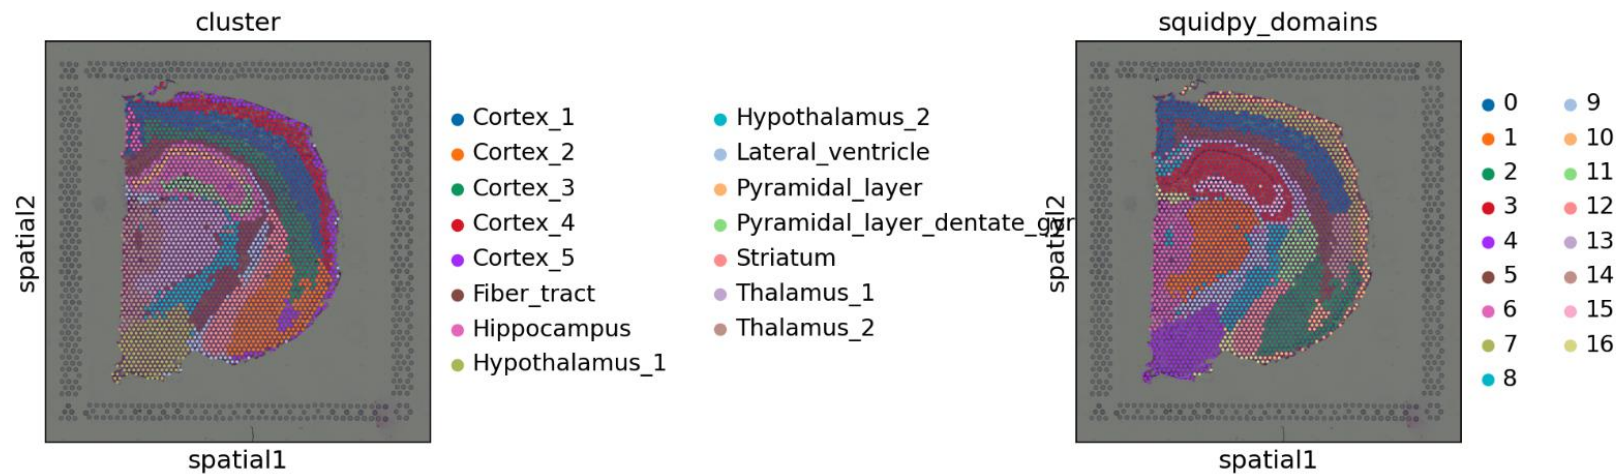 cluster
spatial2
spatial1
Cortex_1
Cortex_2
Cortex_3
Cortex_4
Cortex_5
Fiber_tract
Hippocampus
Hypothalamus_1
Hypothalamus_2
Lateral_ventricle
Pyramidal_layer
Pyramidal_layer_dentate_gyr
Striatum
Thalamus_1
Thalamus_2
squidpy_domains
spatial2
spatial1
0
1
2
3
4
5
6
7
8
9
10
11
12
13
14
15
16